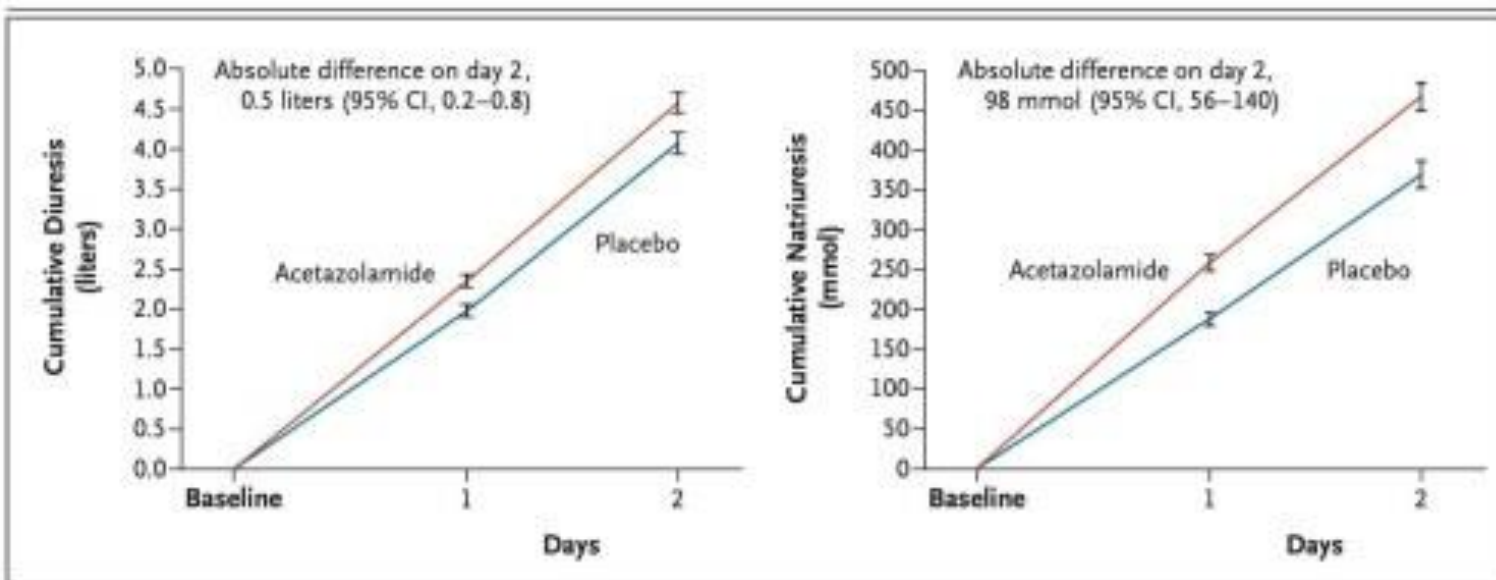 Absolute difference on day 2,
0.5 liters (95% CI, 0.2–0.8)
Cumulative Diuresis
(liters)
5.0
4.5
4.0
3.5
3.0
2.5
2.0
1.5
1.0
0.5
0.0
Acetazolamide
Placebo
Baseline 1 2
Days
Absolute difference on day 2,
98 mmol (95% CI, 56–140)
Cumulative Natriuresis
(mmol)
500
450
400
350
300
250
200
150
100
50
0
Acetazolamide
Placebo
Baseline 1 2
Days